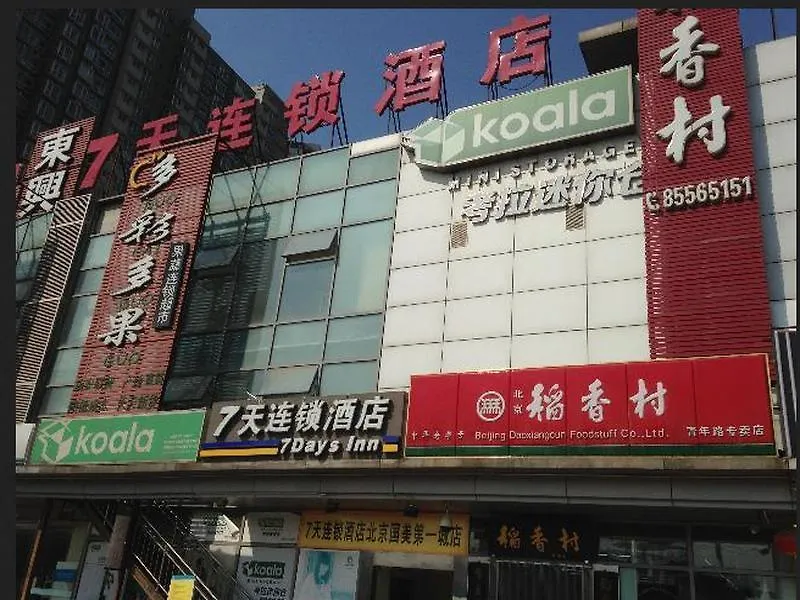 7天连锁酒店
東興
多彩多果
果蔬连锁超市
koala
MINISTORAGE
考拉迷你仓
香村
85565151
koala
7天连锁酒店
7Days Inn
北京
稻香村
Beijing Daoxiangcun Foodstuff Co.,Ltd.
青年路专卖店
7天连锁酒店北京国美第一城店
稻香村
koala